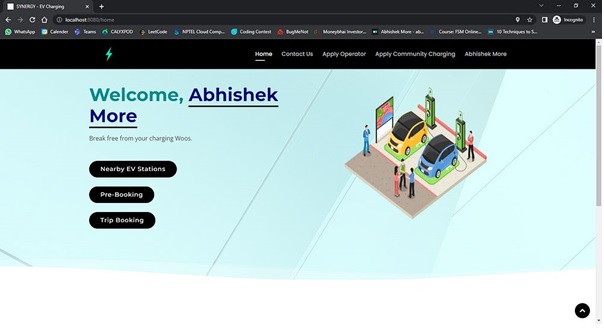 SYNERGY - EV Charging
localhost:8080/home
Incognito
WhatsApp
Calender
Teams
CALYXPOD
LeetCode
NPTEL Cloud Comp...
Coding Contest
BugleMeNot
Moneybhai Investor...
Abhishek More - ab...
Course: FSM Online...
10 Techniques to S...
Home
Contact Us
Apply Operator
Apply Community Charging
Abhishek More
Welcome, Abhishek
More
Break free from your charging Woos.
Nearby EV Stations
Pre-Booking
Trip Booking